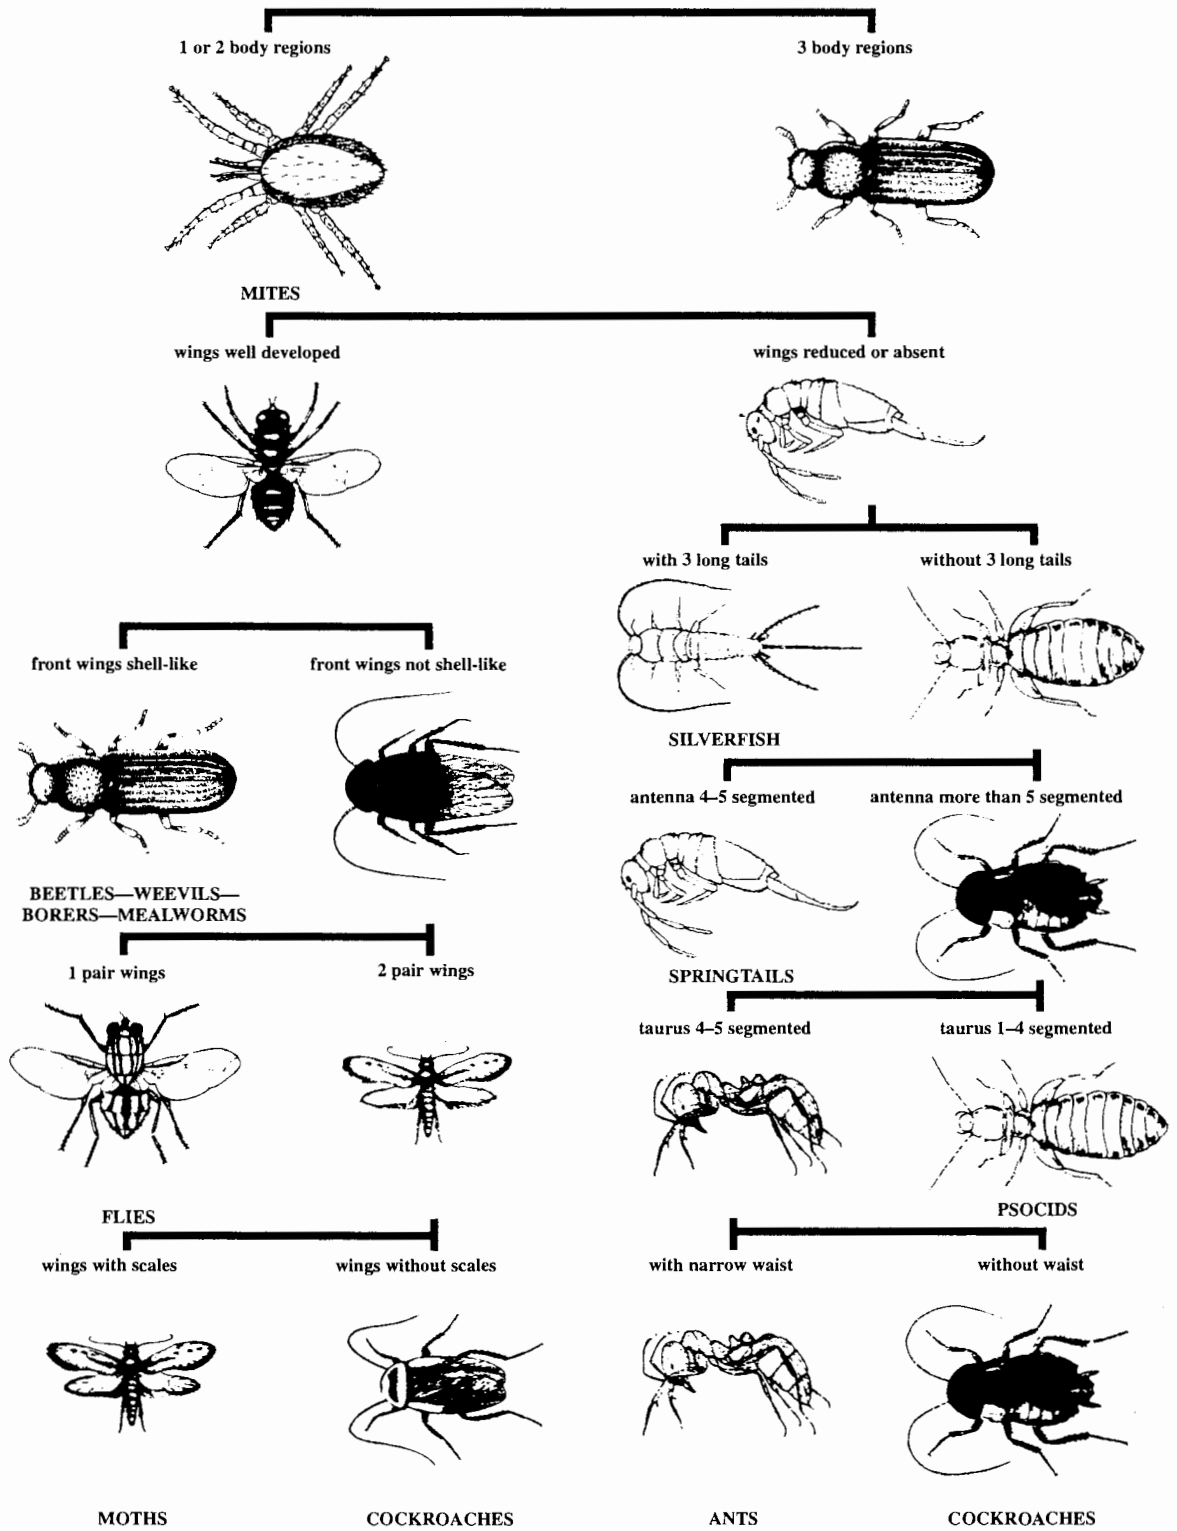 1 or 2 body regions
3 body regions
MITES
wings well developed
wings reduced or absent
with 3 long tails
without 3 long tails
front wings shell-like
front wings not shell-like
SILVERFISH
antenna 4–5 segmented
antenna more than 5 segmented
BEETLES—WEEVILS—
BORERS—MEALWORMS
1 pair wings
2 pair wings
SPRINGTAILS
taurus 4–5 segmented
taurus 1–4 segmented
FLIES
PSOCIDS
wings with scales
wings without scales
with narrow waist
without waist
MOTHS
COCKROACHES
ANTS
COCKROACHES